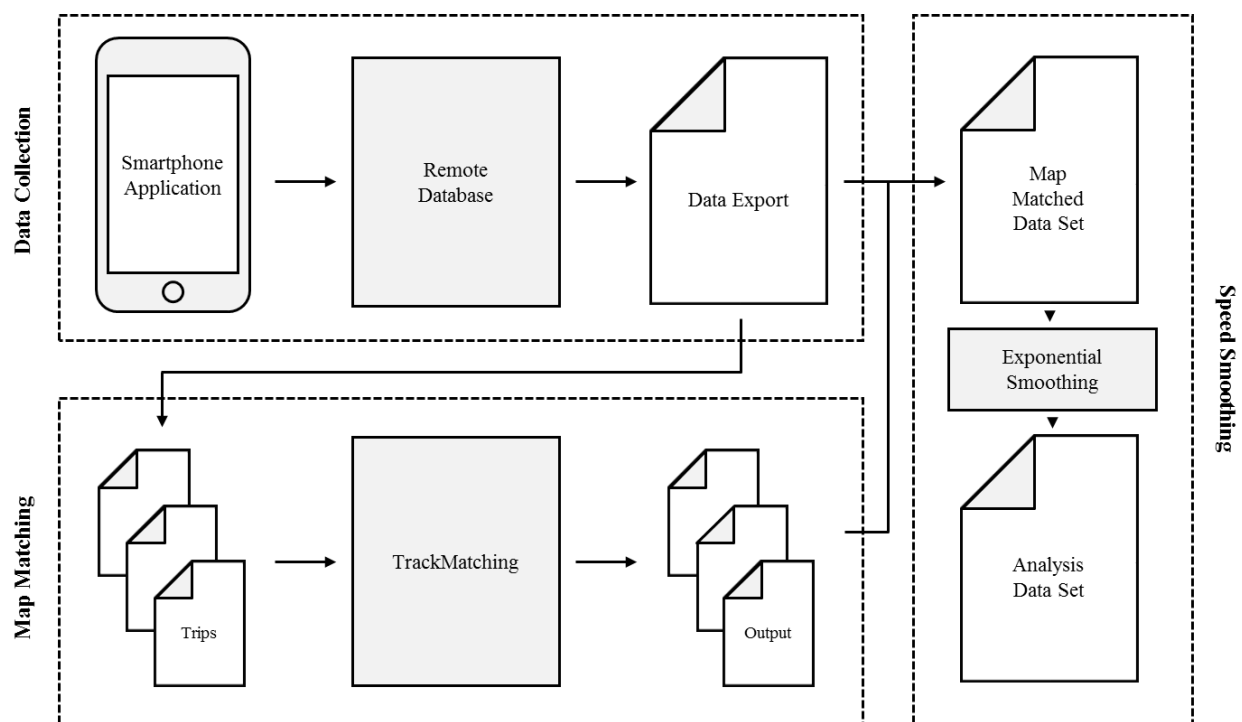 Data Collection
Smartphone
Application
Remote
Database
Data Export
Map
Matched
Data Set
Speed Smoothing
Exponential
Smoothing
Map Matching
Trips
TrackMatching
Output
Analysis
Data Set